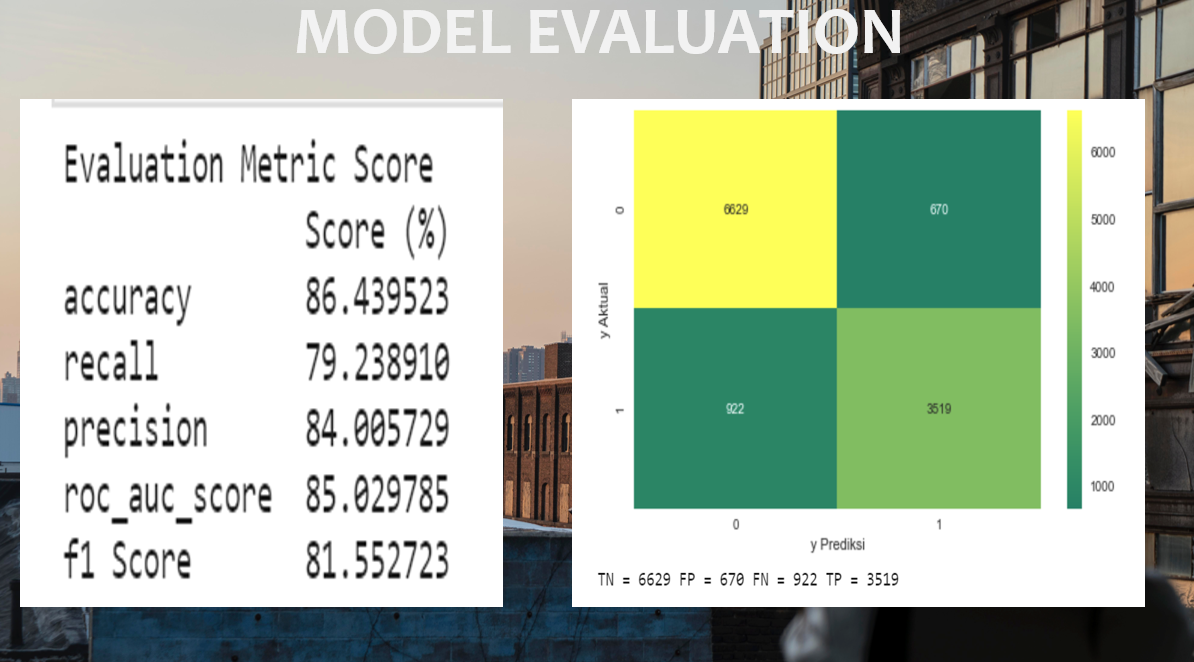 MODEL EVALUATION
Evaluation Metric Score
Score (%)
accuracy 86.439523
recall 79.238910
precision 84.005729
roc_auc_score 85.029785
f1 Score 81.552723
y Aktual
0
6629 670
1
922 3519
0 1
y Prediksi
6000
5000
4000
3000
2000
1000
TN = 6629 FP = 670 FN = 922 TP = 3519